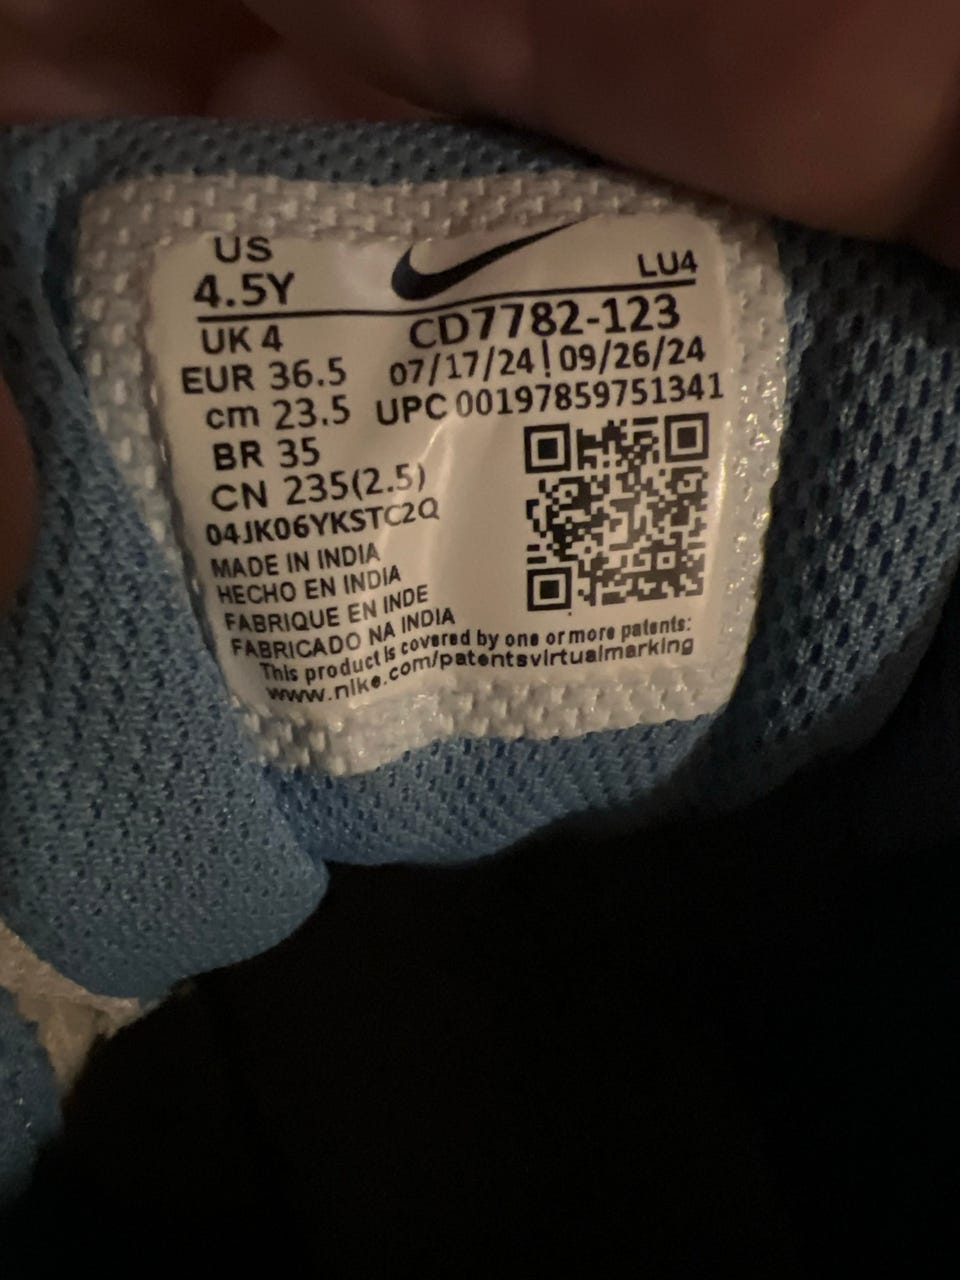 US
4.5Y
LU4
UK 4
CD7782-123
EUR 36.5
07/17/24 | 09/26/24
cm 23.5
UPC 00197859751341
BR 35
CN 235(2.5)
04JK06YKSTC2Q
MADE IN INDIA
HECHO EN INDIA
FABRIQUE EN INDE
FABRICADO NA INDIA
This product is covered by one or more patents:
www.nike.com/patentsvirtualmarking